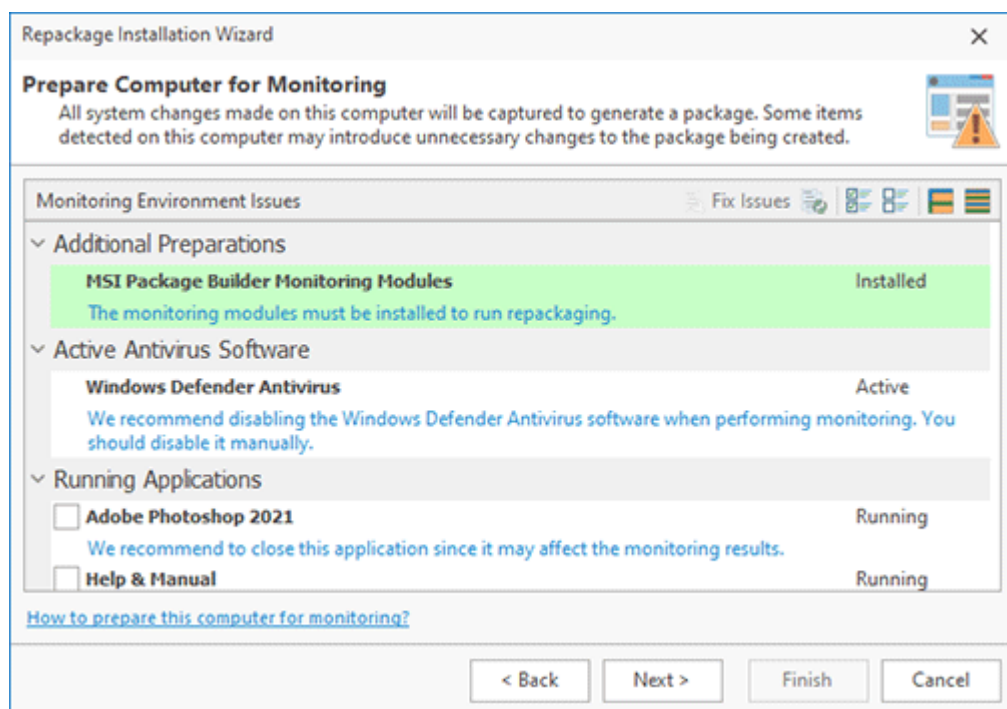 Repackage Installation Wizard
Prepare Computer for Monitoring
All system changes made on this computer will be captured to generate a package. Some items
detected on this computer may introduce unnecessary changes to the package being created.
Monitoring Environment Issues Fix Issues
Additional Preparations
MSI Package Builder Monitoring Modules Installed
The monitoring modules must be installed to run repackaging.
Active Antivirus Software
Windows Defender Antivirus Active
We recommend disabling the Windows Defender Antivirus software when performing monitoring. You
should disable it manually.
Running Applications
Adobe Photoshop 2021 Running
We recommend to close this application since it may affect the monitoring results.
Help & Manual Running
How to prepare this computer for monitoring?
< Back Next > Finish Cancel